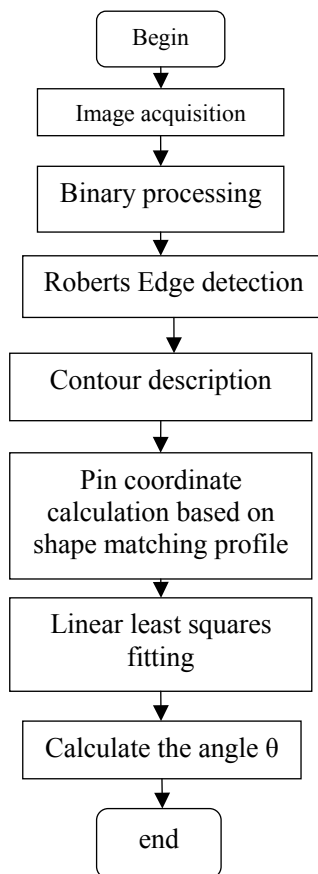 Begin
Image acquisition
Binary processing
Roberts Edge detection
Contour description
Pin coordinate
calculation based on
shape matching profile
Linear least squares
fitting
Calculate the angle θ
end